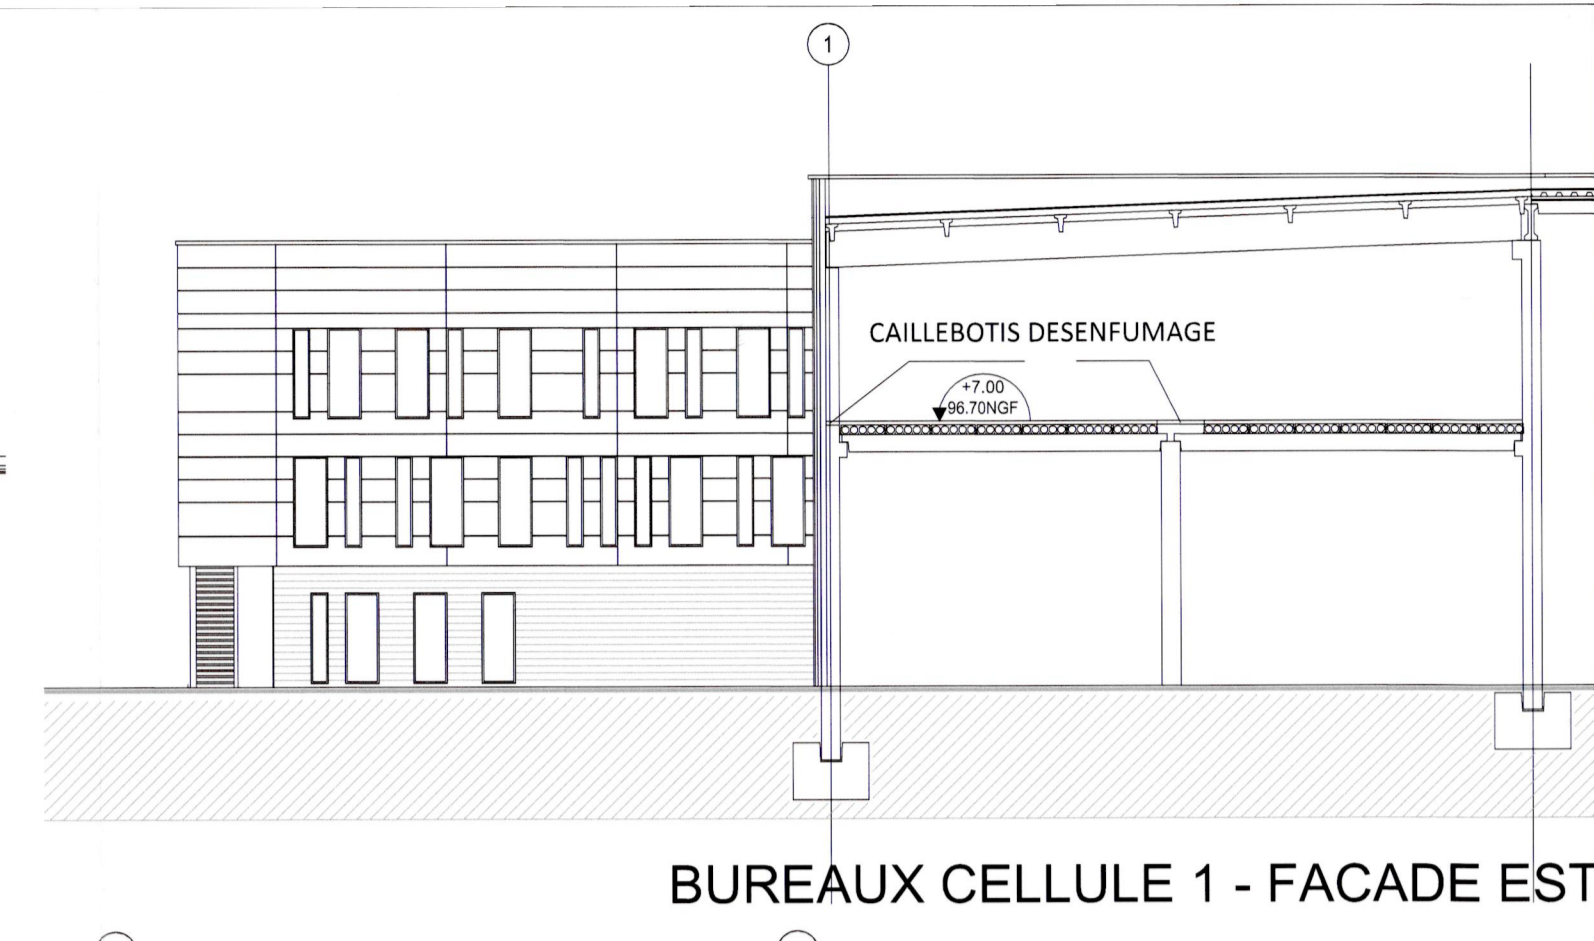 1
CAILLEBOTIS DESENFUMAGE
+7.00
96.70NGF
BUREAUX CELLULE 1 - FACADE EST